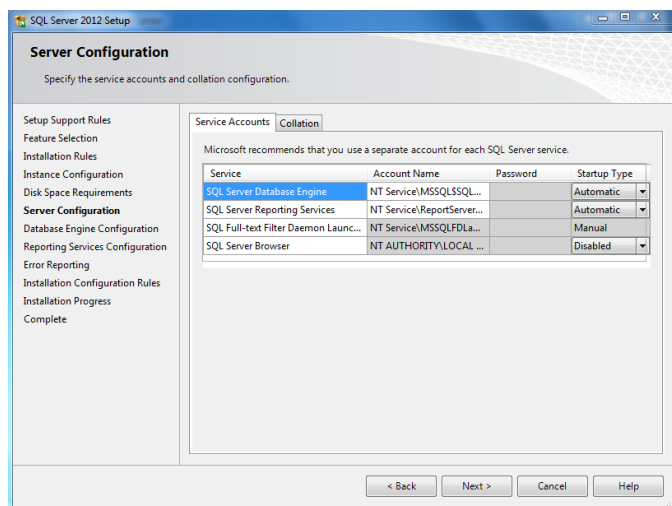 SQL Server 2012 Setup
Server Configuration
Specify the service accounts and collation configuration.
Setup Support Rules
Feature Selection
Installation Rules
Instance Configuration
Disk Space Requirements
Server Configuration
Database Engine Configuration
Reporting Services Configuration
Error Reporting
Installation Configuration Rules
Installation Progress
Complete
Service Accounts Collation
Microsoft recommends that you use a separate account for each SQL Server service.
Service Account Name Password Startup Type
SQL Server Database Engine NT Service\MSSQL$SQL... Automatic
SQL Server Reporting Services NT Service\ReportServer... Automatic
SQL Full-text Filter Daemon Launc... NT Service\MSSQLFDLa... Manual
SQL Server Browser NT AUTHORITY\LOCAL ... Disabled
< Back Next > Cancel Help